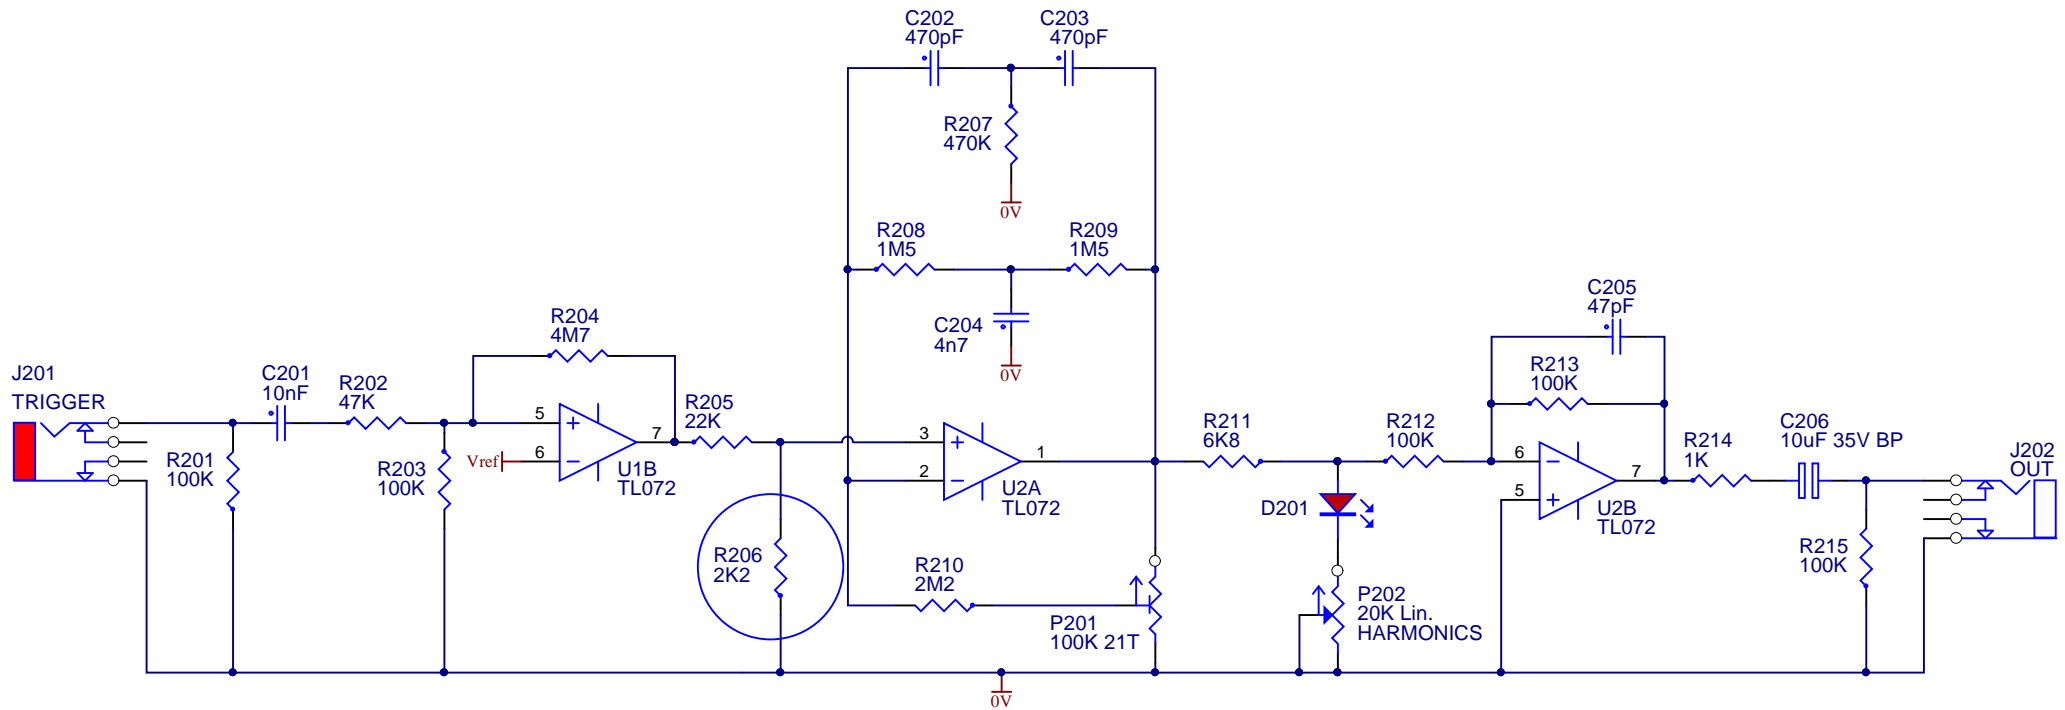 C202
470pF
C203
470pF
R207
470K
0V
R208
1M5
R209
1M5
C204
4n7
0V
R204
4M7
C205
47pF
R213
100K
J201
TRIGGER
C201
10nF
R202
47K
R201
100K
R203
100K
5
6
7
Vref
U1B
TL072
R205
22K
R206
2K2
3
2
1
U2A
TL072
R210
2M2
P201
100K 21T
R211
6K8
R212
100K
D201
P202
20K Lin.
HARMONICS
6
5
7
U2B
TL072
R214
1K
C206
10uF 35V BP
R215
100K
J202
OUT
0V